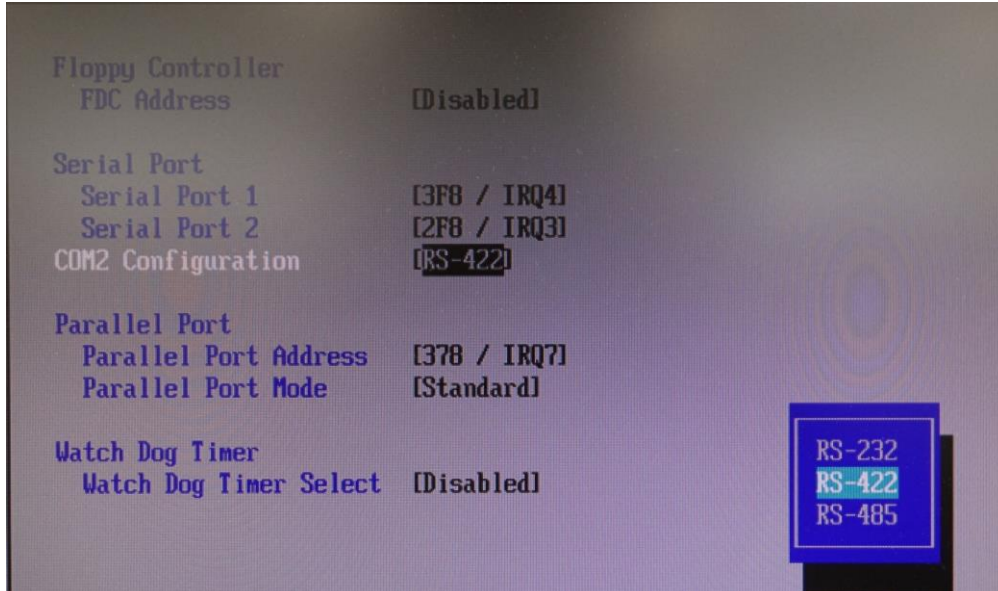 Floppy Controller
FDC Address [Disabled]
Serial Port
Serial Port 1 [3F8 / IRQ4]
Serial Port 2 [2F8 / IRQ3]
COM2 Configuration [RS-422]
Parallel Port
Parallel Port Address [378 / IRQ7]
Parallel Port Mode [Standard]
Watch Dog Timer
Watch Dog Timer Select [Disabled]
RS-232
RS-422
RS-485